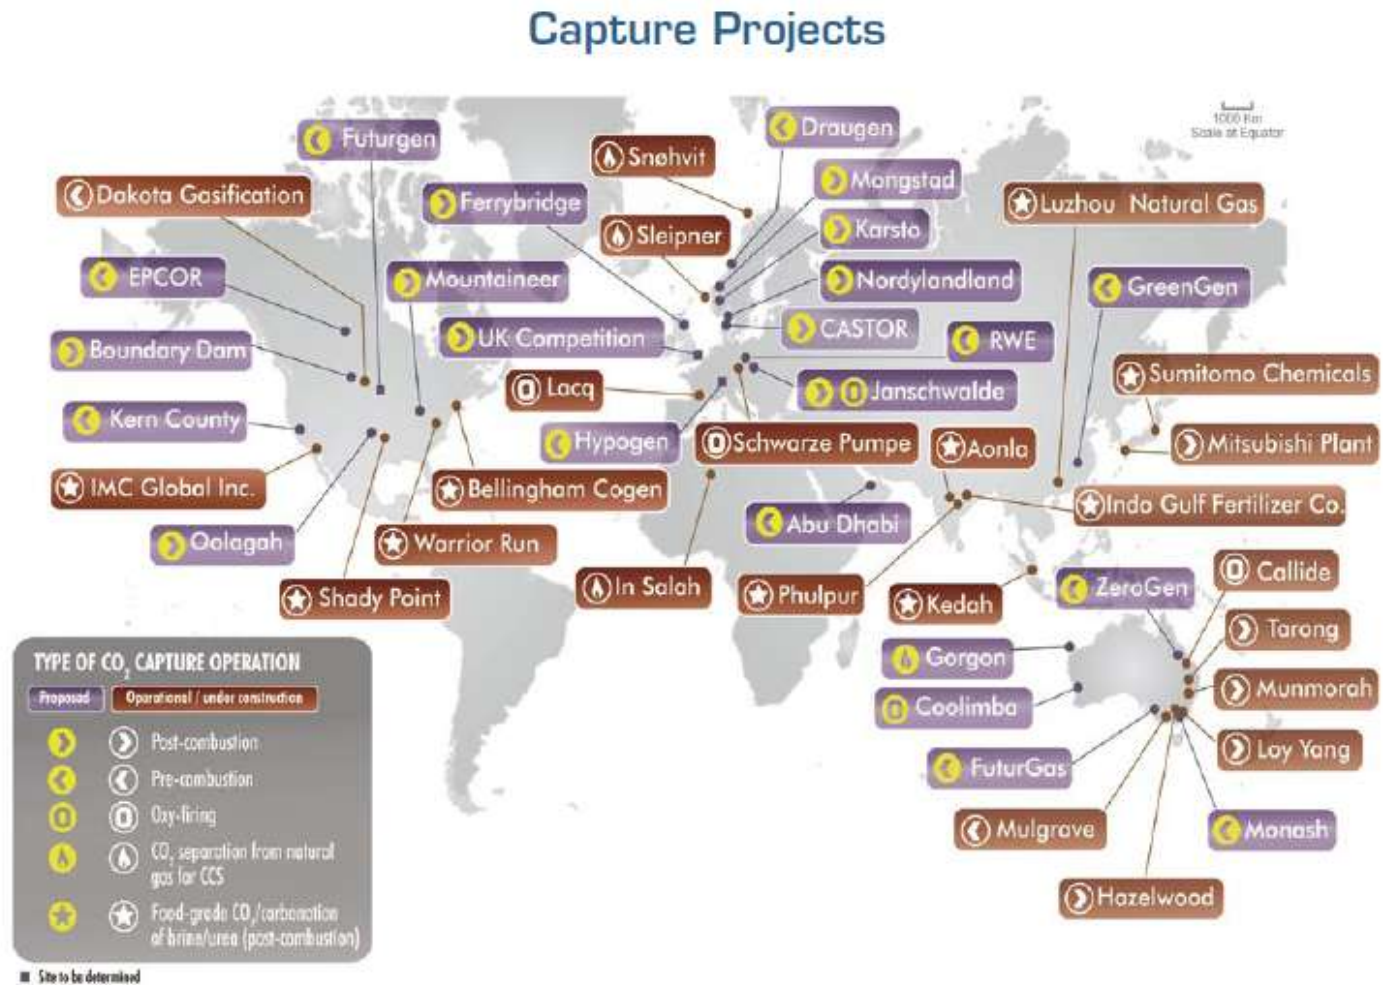 Capture Projects
1000 Km
Scale at Equator
Futurgen
Draugen
Snøhvit
Dakota Gasification
Ferrybridge
Mongstad
Luzhou Natural Gas
Sleipner
Karsto
EPCOR
Mountaineer
Nordylandland
GreenGen
Boundary Dam
UK Competition
CASTOR
RWE
Sumitomo Chemicals
Lacq
Janschwalde
Kern County
Hypogen
Schwarze Pumpe
Aonla
Mitsubishi Plant
IMC Global Inc.
Bellingham Cogen
Indo Gulf Fertilizer Co.
Oolagah
Warrior Run
Abu Dhabi
Shady Point
In Salah
Phulpur
Kedah
ZeroGen
Callide
Tarong
Gorgon
Munmorah
Coolimba
Loy Yang
FuturGas
Mulgrave
Monash
Hazelwood
TYPE OF CO2 CAPTURE OPERATION
Proposed
Operational / under construction
Post-combustion
Pre-combustion
Oxy-firing
CO2 separation from natural
gas for CCS
Food-grade CO2/carbonation
of brine/urea (post-combustion)
Site to be determined